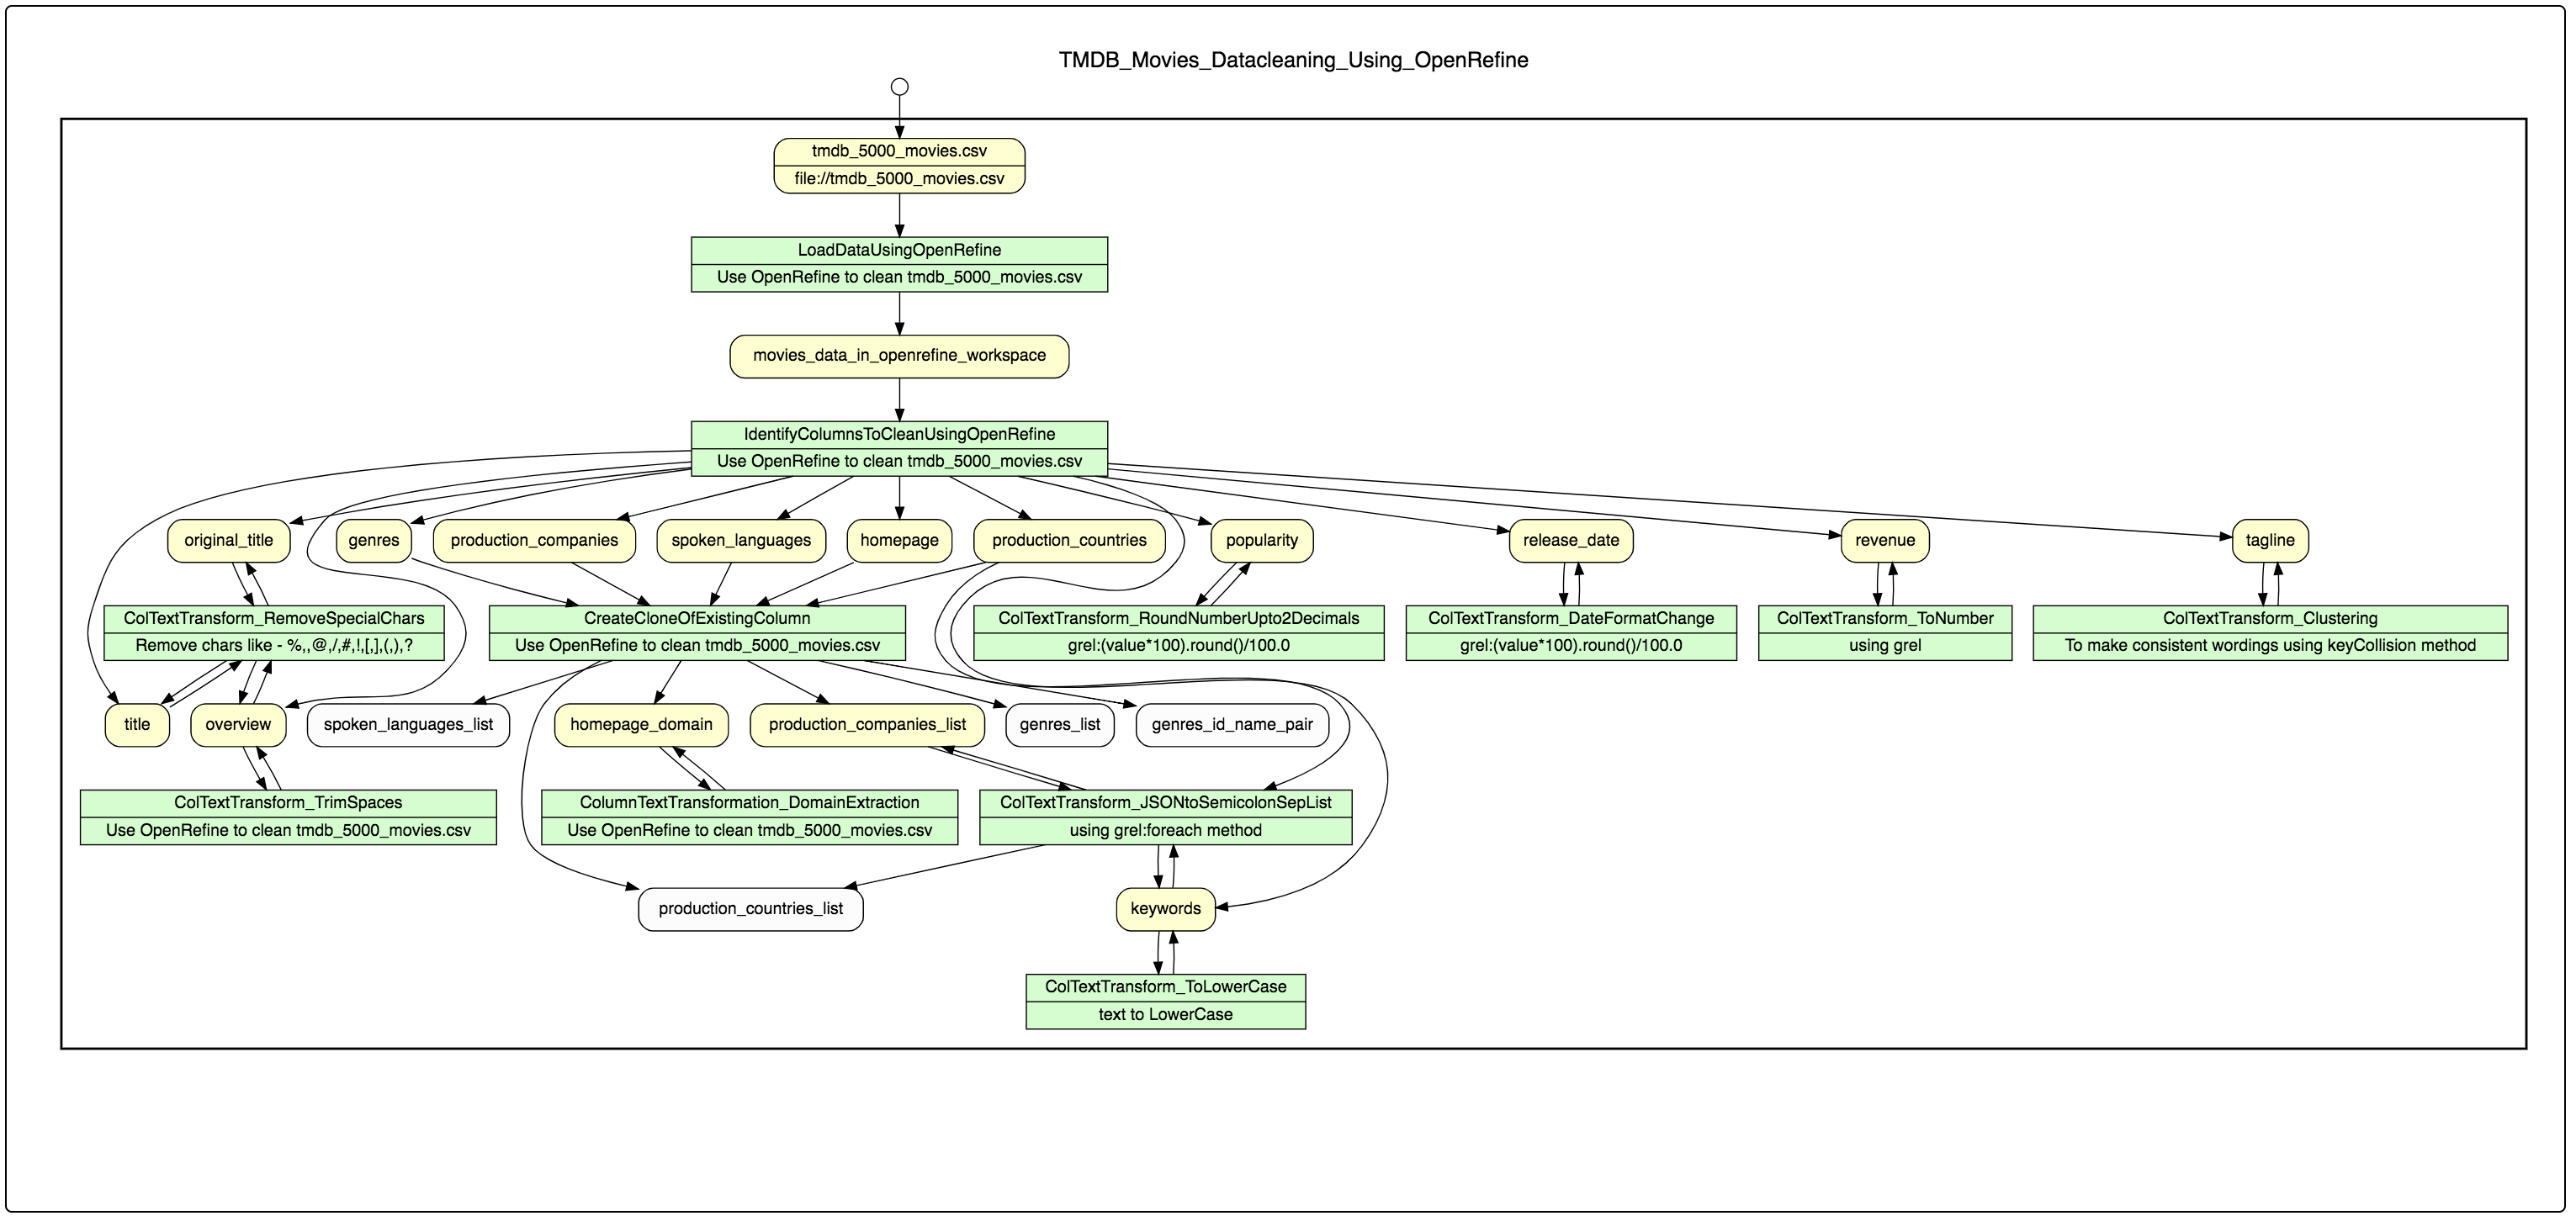 TMDB_Movies_Datacleaning_Using_OpenRefine
tmdb_5000_movies.csv
file://tmdb_5000_movies.csv
LoadDataUsingOpenRefine
Use OpenRefine to clean tmdb_5000_movies.csv
movies_data_in_openrefine_workspace
IdentifyColumnsToCleanUsingOpenRefine
Use OpenRefine to clean tmdb_5000_movies.csv
original_title
genres
production_companies
spoken_languages
homepage
production_countries
popularity
release_date
revenue
tagline
ColTextTransform_RemoveSpecialChars
Remove chars like - %,,@,/,#,!,[,],(,),?
CreateCloneOfExistingColumn
Use OpenRefine to clean tmdb_5000_movies.csv
ColTextTransform_RoundNumberUpto2Decimals
grel:(value*100).round()/100.0
ColTextTransform_DateFormatChange
grel:(value*100).round()/100.0
ColTextTransform_ToNumber
using grel
ColTextTransform_Clustering
To make consistent wordings using keyCollision method
title
overview
spoken_languages_list
homepage_domain
production_companies_list
genres_list
genres_id_name_pair
ColTextTransform_TrimSpaces
Use OpenRefine to clean tmdb_5000_movies.csv
ColumnTextTransformation_DomainExtraction
Use OpenRefine to clean tmdb_5000_movies.csv
ColTextTransform_JSONtoSemicolonSepList
using grel:foreach method
production_countries_list
keywords
ColTextTransform_ToLowerCase
text to LowerCase